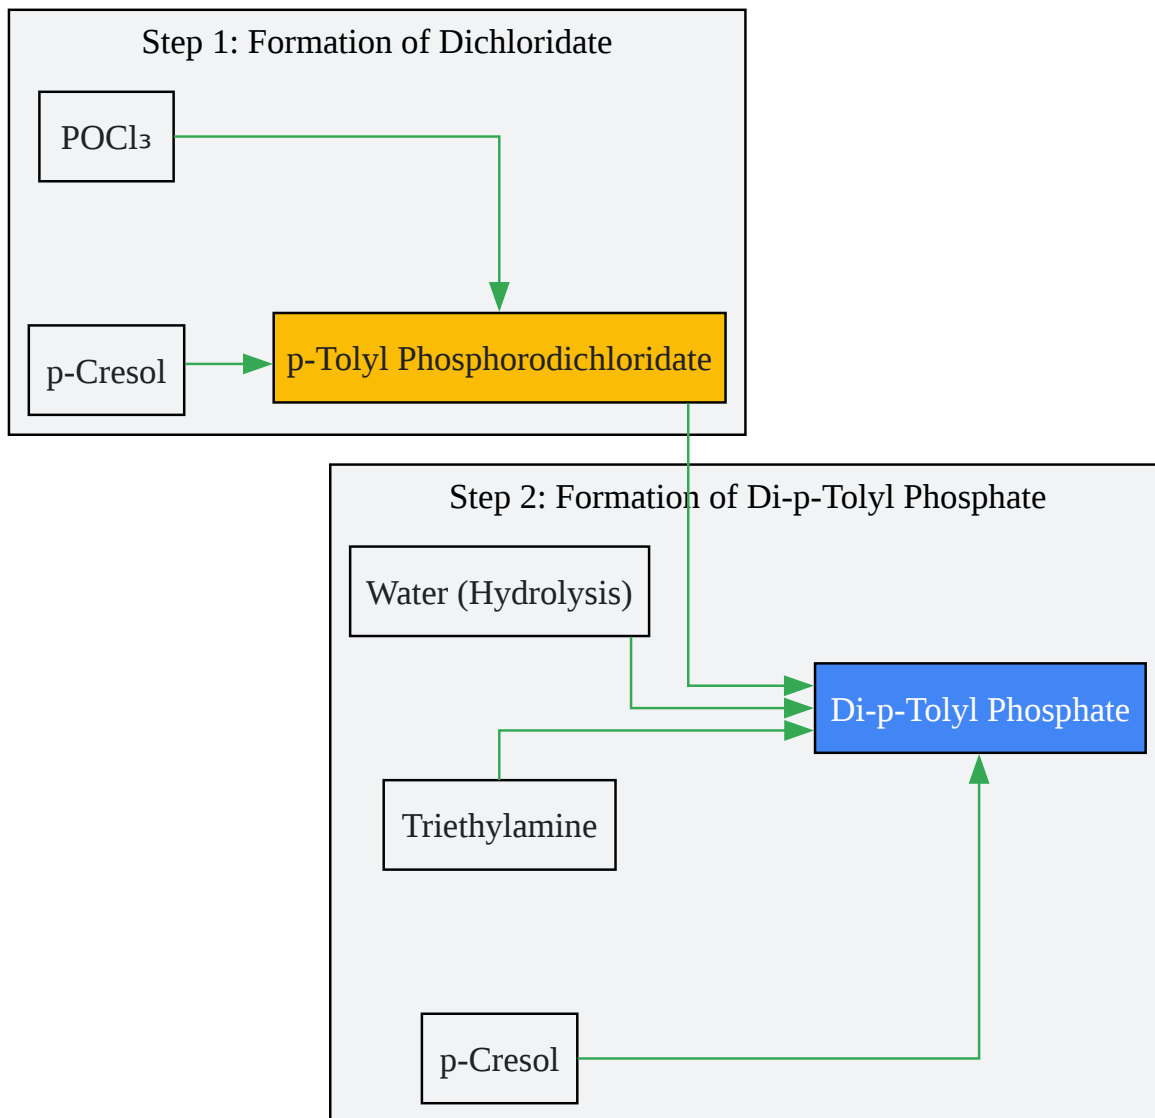 Step 1: Formation of Dichloridate
POCl₃
p-Cresol
p-Tolyl Phosphorodichloridate
Step 2: Formation of Di-p-Tolyl Phosphate
Water (Hydrolysis)
Di-p-Tolyl Phosphate
Triethylamine
p-Cresol